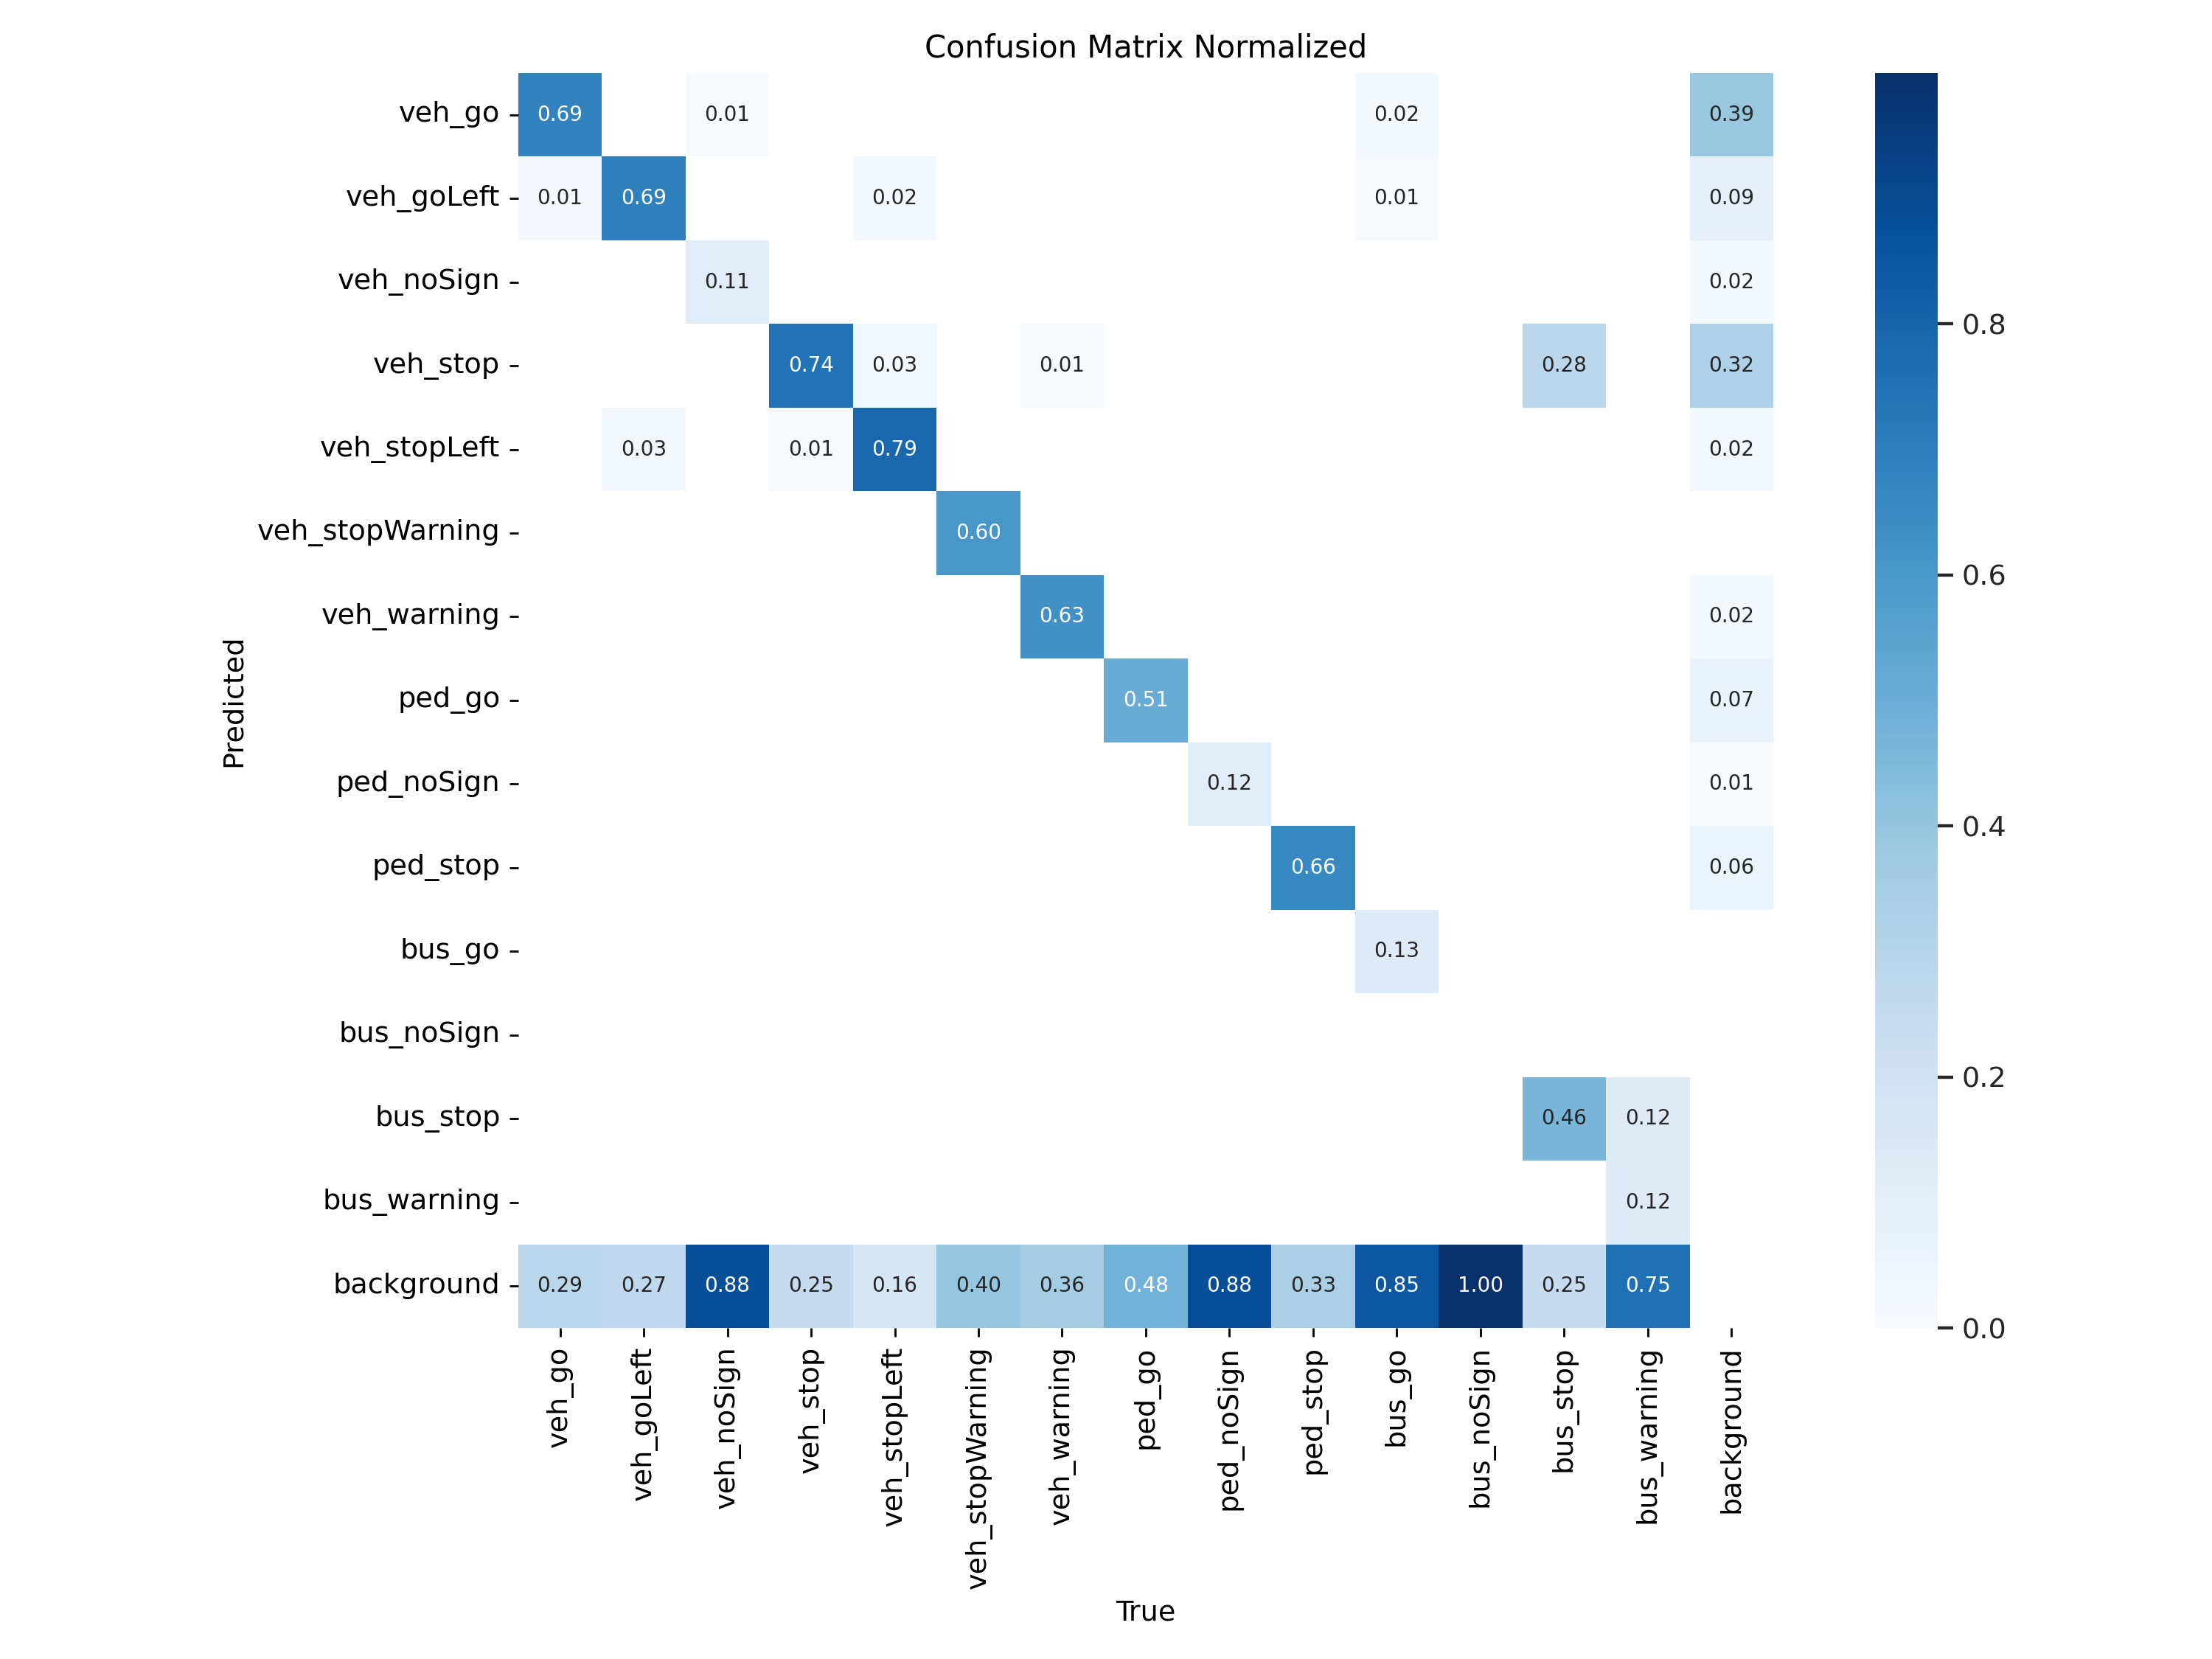 Confusion Matrix Normalized
veh_go 0.69 0.01 0.02 0.39
veh_goLeft 0.01 0.69 0.02 0.01 0.09
veh_noSign 0.11 0.02
veh_stop 0.74 0.03 0.01 0.28 0.32
veh_stopLeft 0.03 0.01 0.79 0.02
veh_stopWarning 0.60
veh_warning 0.63 0.02
ped_go 0.51 0.07
ped_noSign 0.12 0.01
ped_stop 0.66 0.06
bus_go 0.13
bus_noSign
bus_stop 0.46 0.12
bus_warning 0.12
background 0.29 0.27 0.88 0.25 0.16 0.40 0.36 0.48 0.88 0.33 0.85 1.00 0.25 0.75
Predicted
veh_go
veh_goLeft
veh_noSign
veh_stop
veh_stopLeft
veh_stopWarning
veh_warning
ped_go
ped_noSign
ped_stop
bus_go
bus_noSign
bus_stop
bus_warning
background
True
0.8
0.6
0.4
0.2
0.0